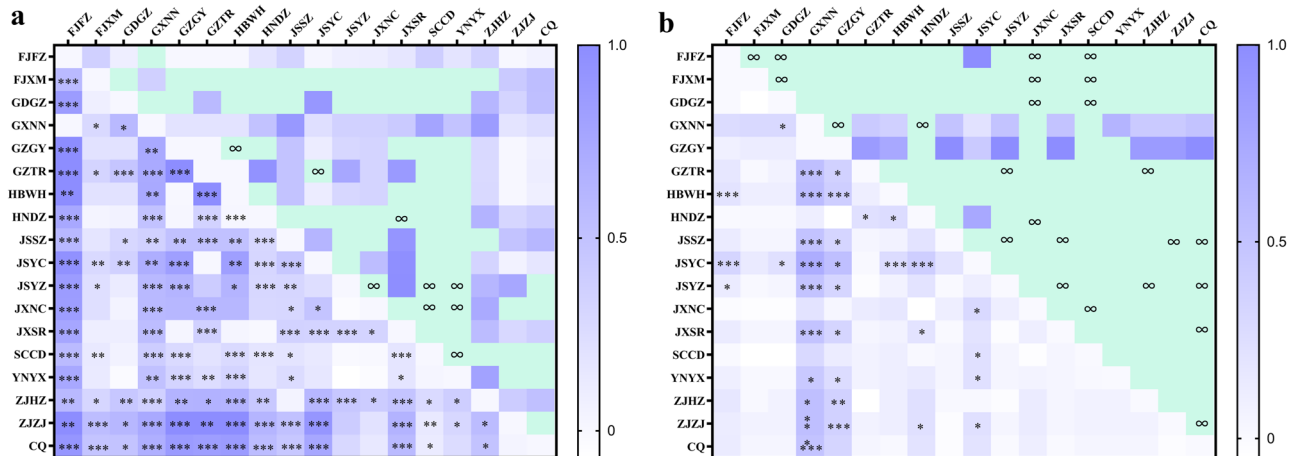 a
FJFZ FJXM GDGZ GXNN GZGY GZTR HBWH HNDZ JSSZ JSYC JSYZ JXNC JXSR SCCD YNYX ZJHZ ZJZJ CQ
FJFZ
FJXM ***
GDGZ ***
GXNN * *
GZGY *** ** ∞
GZTR *** * *** *** *** ∞
HBWH ** ** ***
HNDZ *** *** *** *** ∞
JSSZ *** * ** ** *** ** ***
JSYC *** ** ** ** *** ** *** ***
JSYZ *** * *** *** * *** ** ∞ ∞ ∞
JXNC *** *** *** * * ∞ ∞
JXSR *** *** *** *** *** *** *
SCCD *** ** *** *** *** *** * *** ∞
YNYX *** ** *** ** *** * *
ZJHZ ** * ** *** ** * *** ** *** *** * *** * *
ZJZJ ** *** * *** *** ** *** *** *** *** *** ** * *
CQ *** *** * *** *** *** *** *** *** *** *** * *
1.0
0.5
0
b
FJFZ FJXM GDGZ GXNN GZGY GZTR HBWH HNDZ JSSZ JSYC JSYZ JXNC JXSR SCCD YNYX ZJHZ ZJZJ CQ
FJFZ ∞ ∞ ∞ ∞
FJXM ∞ ∞ ∞
GDGZ ∞ ∞
GXNN * ∞ ∞
GZGY
GZTR *** * ∞ ∞
HBWH *** *** ***
HNDZ * * ∞
JSSZ *** * ∞ ∞ ∞ ∞
JSYC *** * *** * *** ***
JSYZ * *** * ∞ ∞ ∞
JXNC * ∞
JXSR *** * * ∞
SCCD *
YNYX * * *
ZJHZ * **
ZJZJ ** *** * * ∞
CQ * ***
1.0
0.5
0